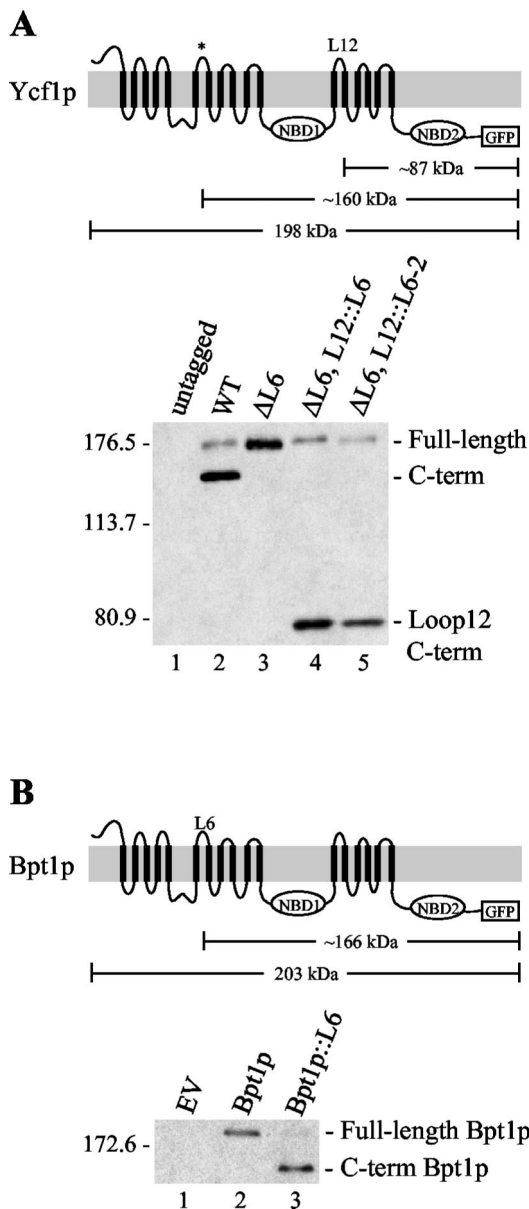 A
Ycf1p
*
L12
NBD1
NBD2
GFP
~87 kDa
~160 kDa
198 kDa
untagged
WT
ΔL6
ΔL6, L12::L6
ΔL6, L12::L6-2
176.5 -
- Full-length
- C-term
113.7 -
80.9 -
- Loop12
C-term
1 2 3 4 5
B
Bpt1p
L6
NBD1
NBD2
GFP
~166 kDa
203 kDa
EV
Bpt1p
Bpt1p::L6
172.6 -
- Full-length Bpt1p
- C-term Bpt1p
1 2 3